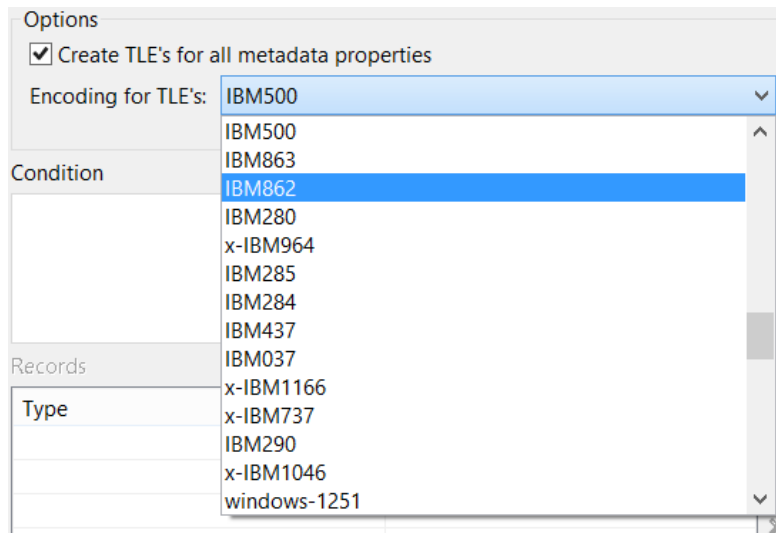 Options
Create TLE's for all metadata properties
Encoding for TLE's: IBM500
IBM500
IBM863
Condition
IBM862
IBM280
x-IBM964
IBM285
IBM284
IBM437
IBM037
Records
x-IBM1166
Type
x-IBM737
IBM290
x-IBM1046
windows-1251